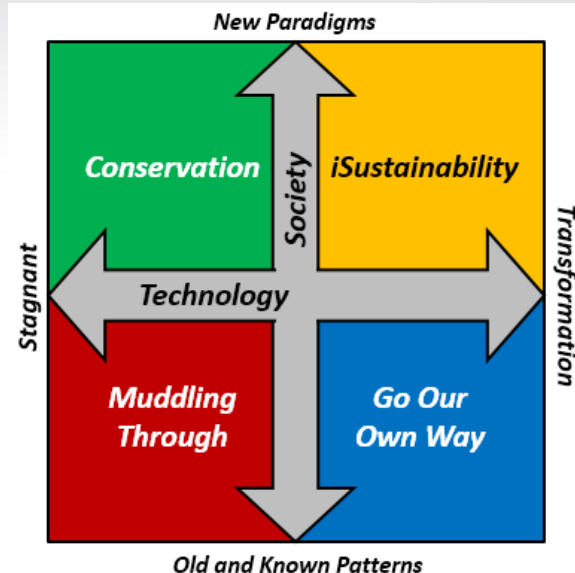 New Paradigms
Conservation
iSustainability
Society
Stagnant
Technology
Transformation
Muddling
Through
Go Our
Own Way
Old and Known Patterns